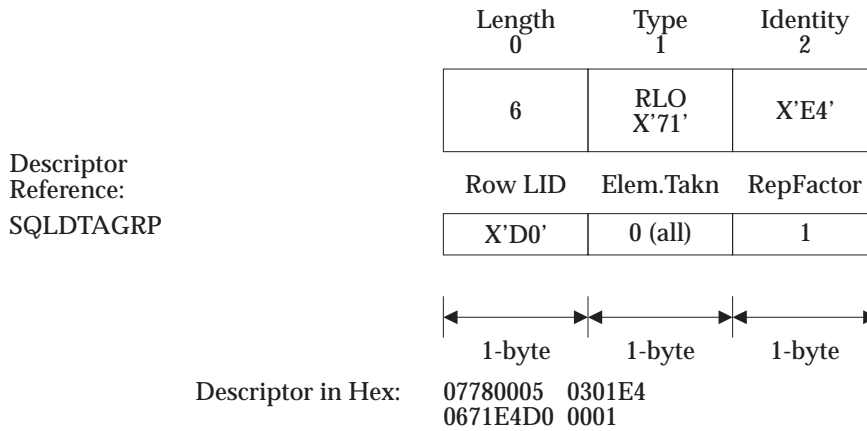 Length Type Identity
0 1 2
6 RLO X'E4'
X'71'
Descriptor
Reference: Row LID Elem.Takn RepFactor
SQLDTAGRP X'D0' 0 (all) 1
1-byte 1-byte 1-byte
Descriptor in Hex: 07780005 0301E4
0671E4D0 0001